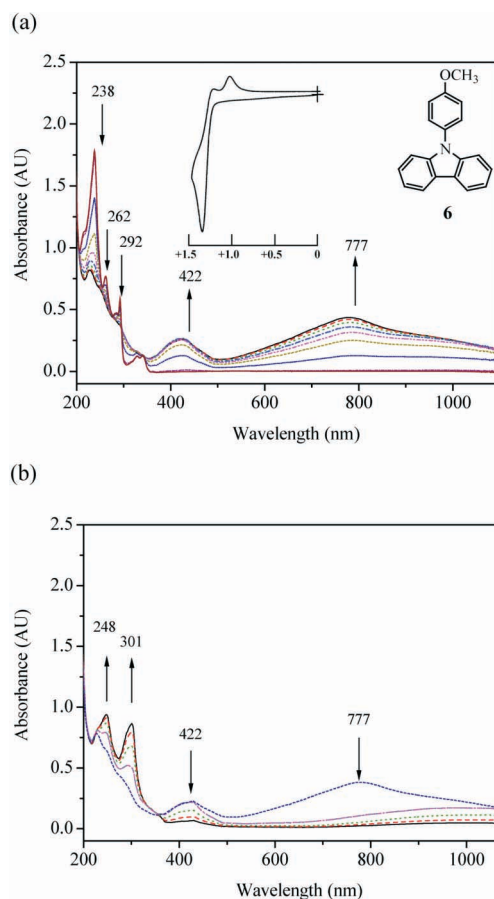 (a)
Absorbance (AU)
2.5
2.0
1.5
1.0
0.5
0.0
238
262
292
422
777
+1.5 +1.0 +0.5 0
OCH3
N
6
200 400 600 800 1000
Wavelength (nm)
(b)
Absorbance (AU)
2.5
2.0
1.5
1.0
0.5
0.0
248
301
422
777
200 400 600 800 1000
Wavelength (nm)